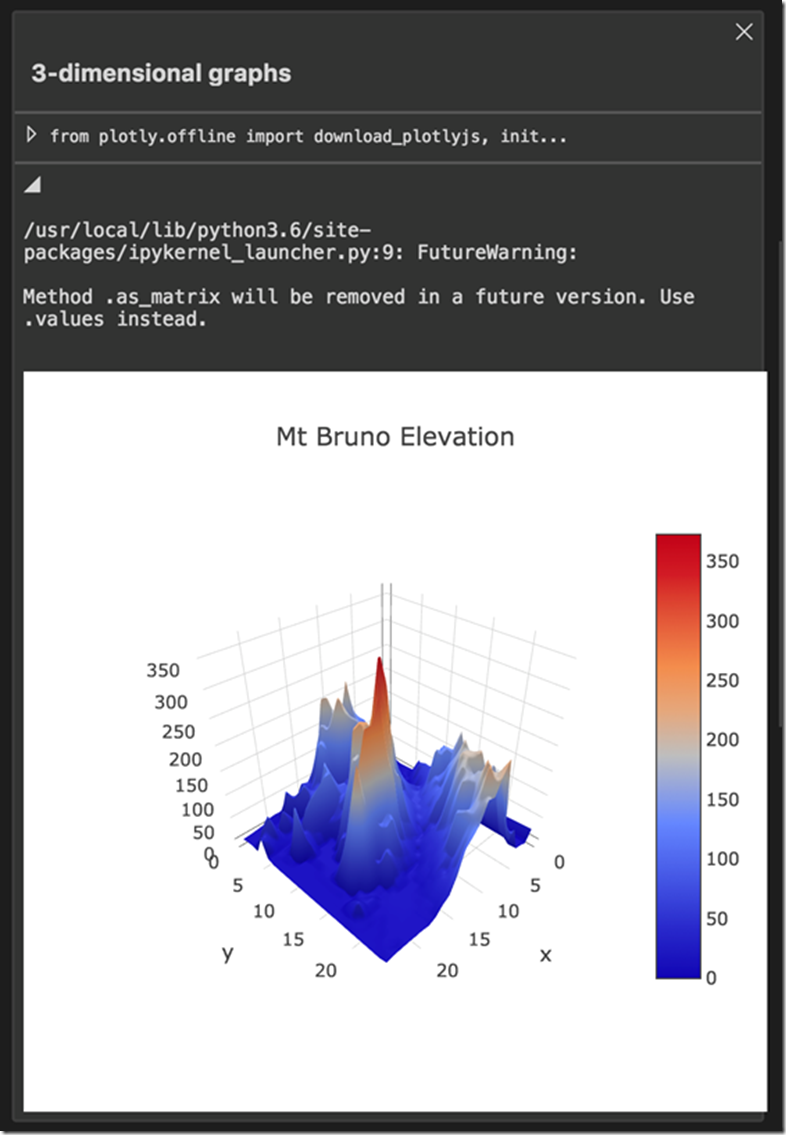 3-dimensional graphs
from plotly.offline import download_plotlyjs, init...
/usr/local/lib/python3.6/site-
packages/ipykernel_launcher.py:9: FutureWarning:
Method .as_matrix will be removed in a future version. Use
.values instead.
Mt Bruno Elevation
350
300
250
200
150
100
50
0
0
5
10
15
20
y
0
5
10
15
20
x
350
300
250
200
150
100
50
0